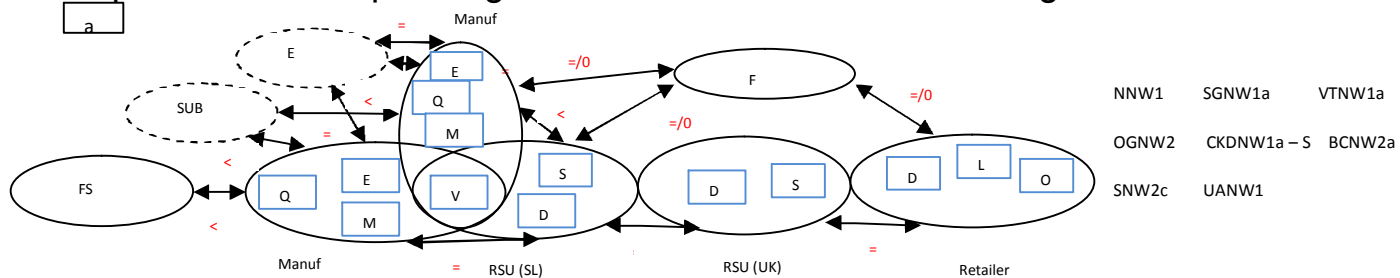 a
Manuf
=
E
E
=
=/0
F
Q
<
<
=/0
SUB
M
=
=/0
NNW1 SGNW1a VTNW1a
OGNW2 CKDNW1a – S BCNW2a
SNW2c UANW1
<
FS
Q
E
M
V
S
D
D
S
D
L
O
<
=
=
Manuf
RSU (SL)
RSU (UK)
Retailer